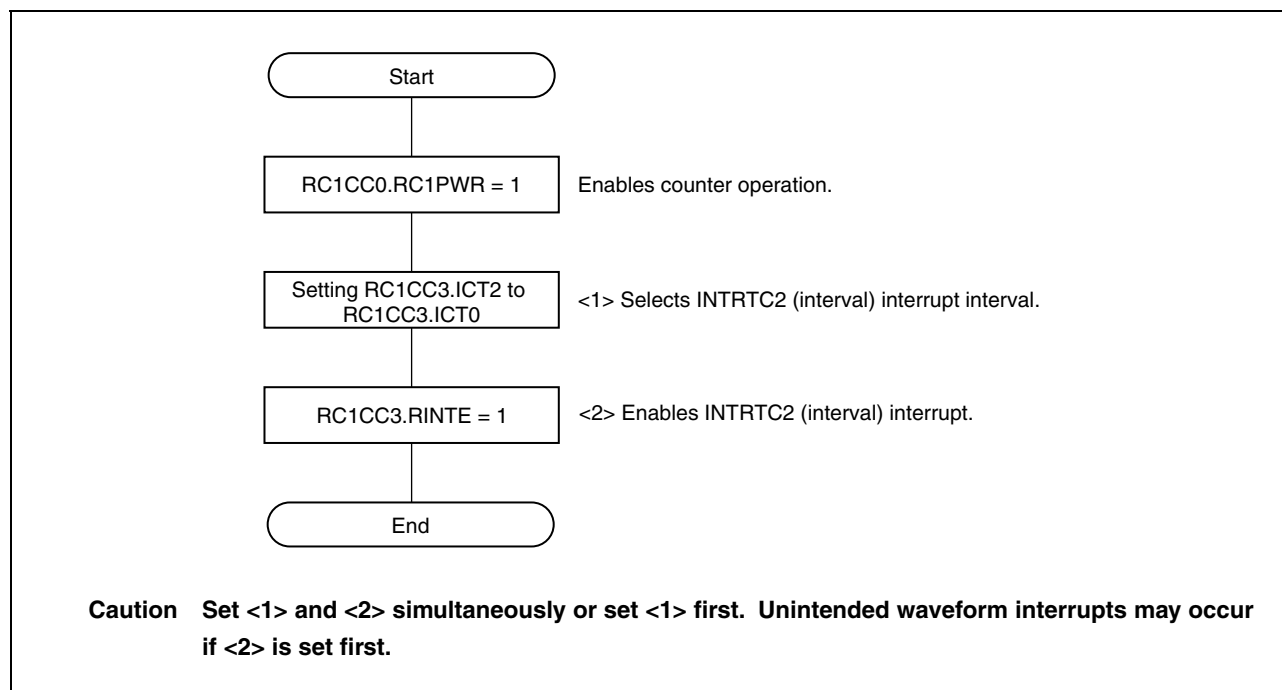 Start
RC1CC0.RC1PWR = 1
Enables counter operation.
Setting RC1CC3.ICT2 to
RC1CC3.ICT0
<1> Selects INTRTC2 (interval) interrupt interval.
RC1CC3.RINTE = 1
<2> Enables INTRTC2 (interval) interrupt.
End
Caution Set <1> and <2> simultaneously or set <1> first. Unintended waveform interrupts may occur
if <2> is set first.